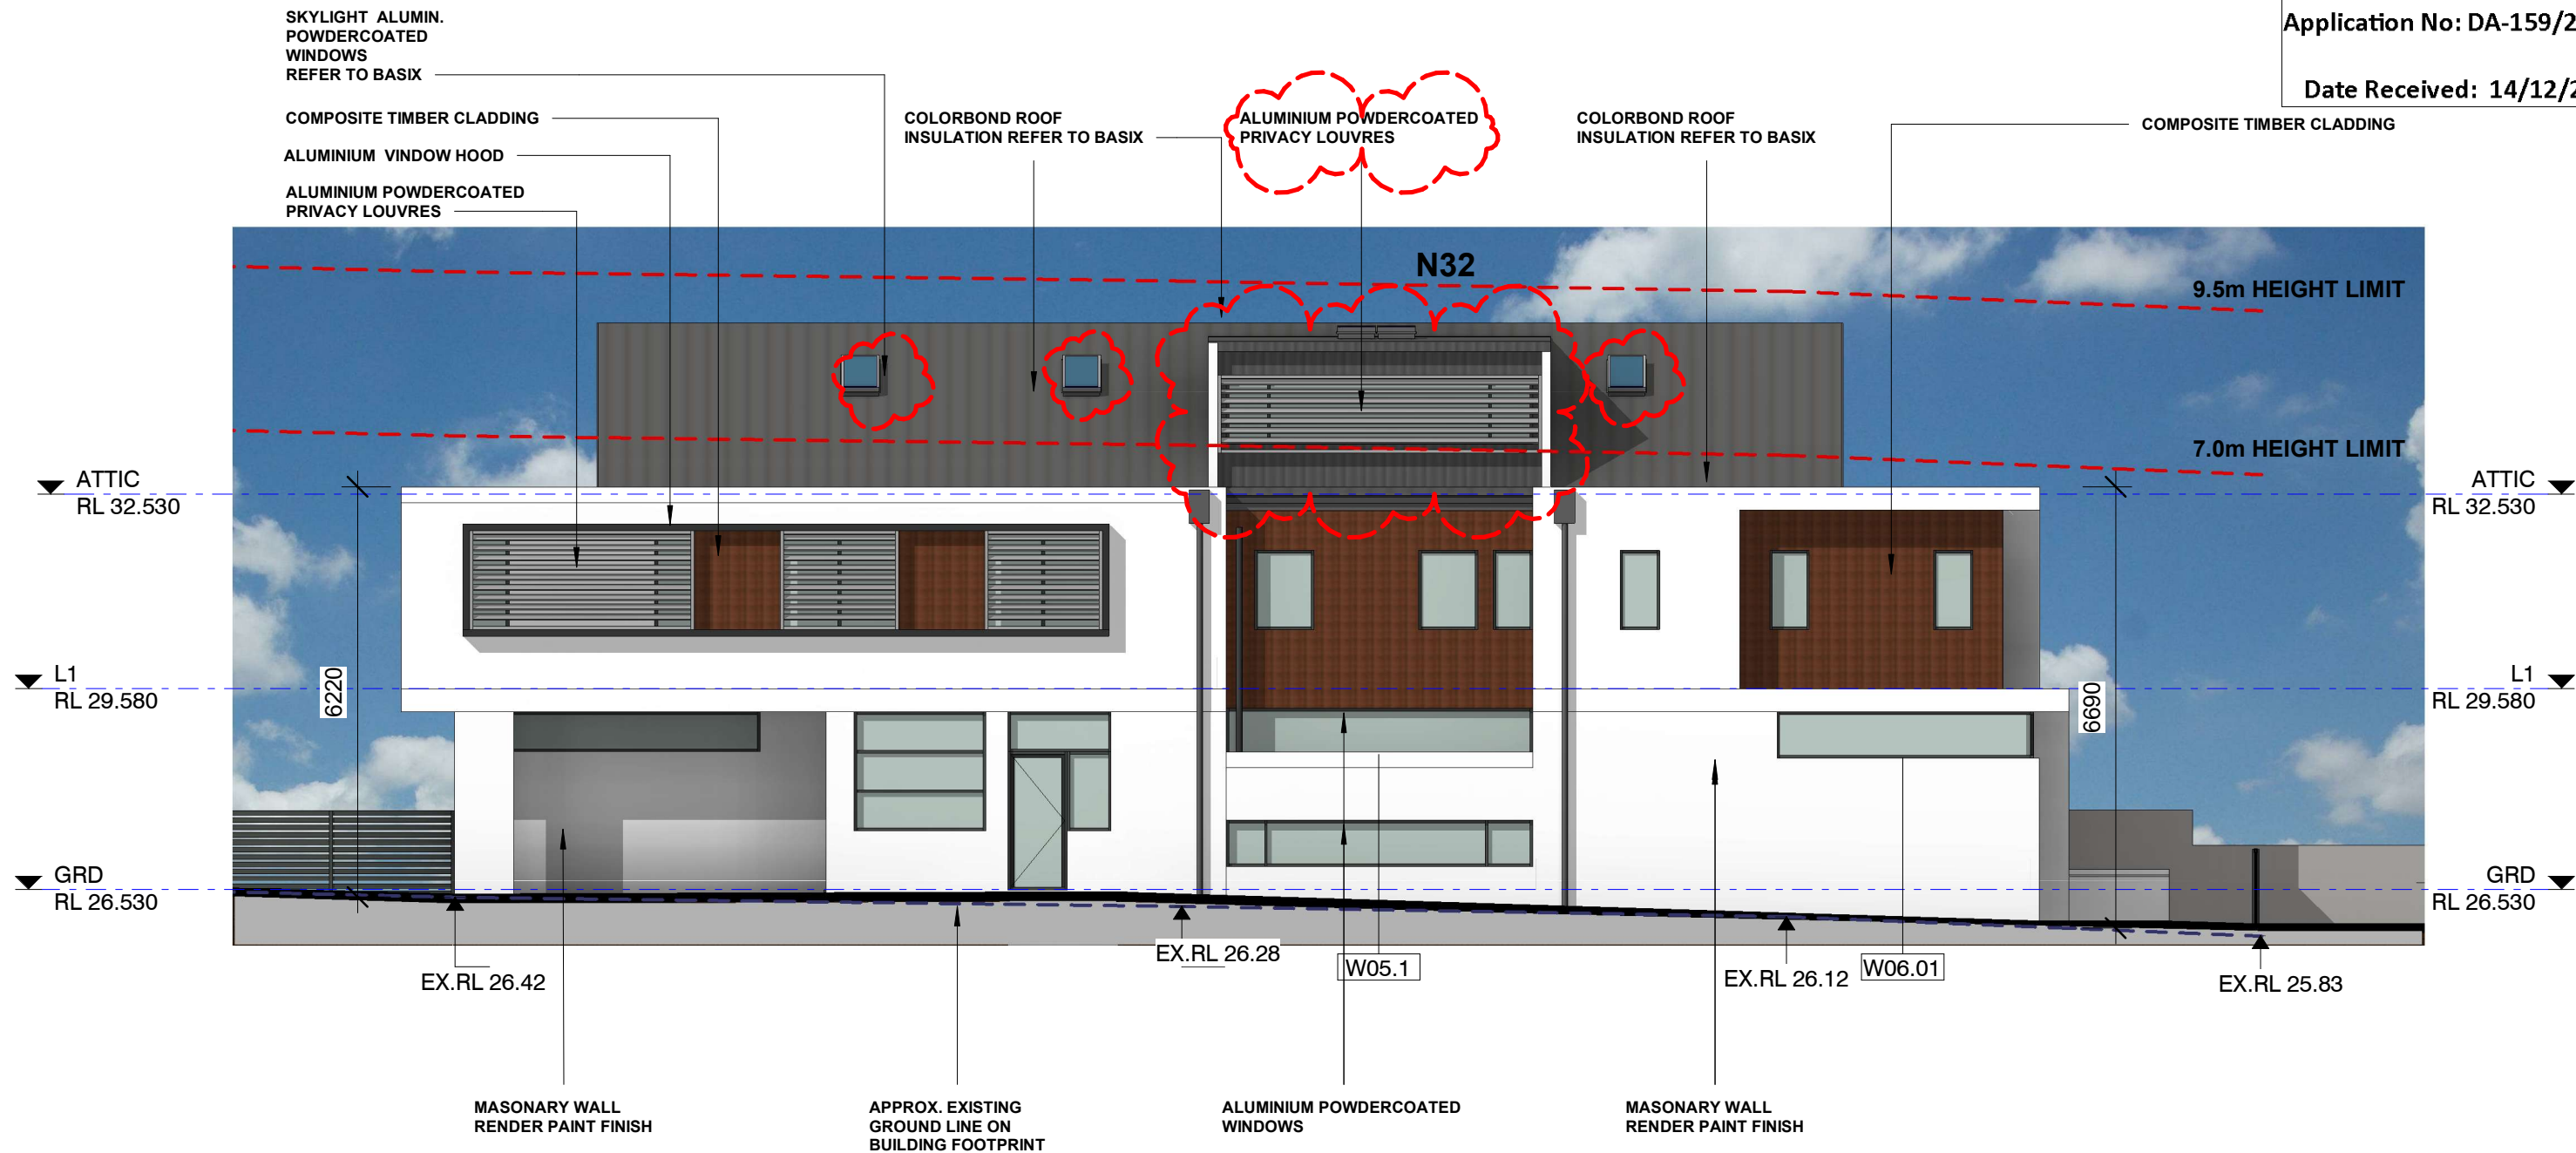 SKYLIGHT ALUMIN.
POWDERCOATED
WINDOWS
REFER TO BASIX
COMPOSITE TIMBER CLADDING
ALUMINIUM VINDOW HOOD
ALUMINIUM POWDERCOATED
PRIVACY LOUVRES
COLORBOND ROOF
INSULATION REFER TO BASIX
ALUMINIUM POWDERCOATED
PRIVACY LOUVRES
COLORBOND ROOF
INSULATION REFER TO BASIX
Application No: DA-159/2
Date Received: 14/12/2
COMPOSITE TIMBER CLADDING
N32
9.5m HEIGHT LIMIT
7.0m HEIGHT LIMIT
ATTIC
RL 32.530
ATTIC
RL 32.530
L1
RL 29.580
6220
6690
L1
RL 29.580
GRD
RL 26.530
GRD
RL 26.530
EX.RL 26.42
EX.RL 26.28
W05.1
EX.RL 26.12
W06.01
EX.RL 25.83
MASONARY WALL
RENDER PAINT FINISH
APPROX. EXISTING
GROUND LINE ON
BUILDING FOOTPRINT
ALUMINIUM POWDERCOATED
WINDOWS
MASONARY WALL
RENDER PAINT FINISH